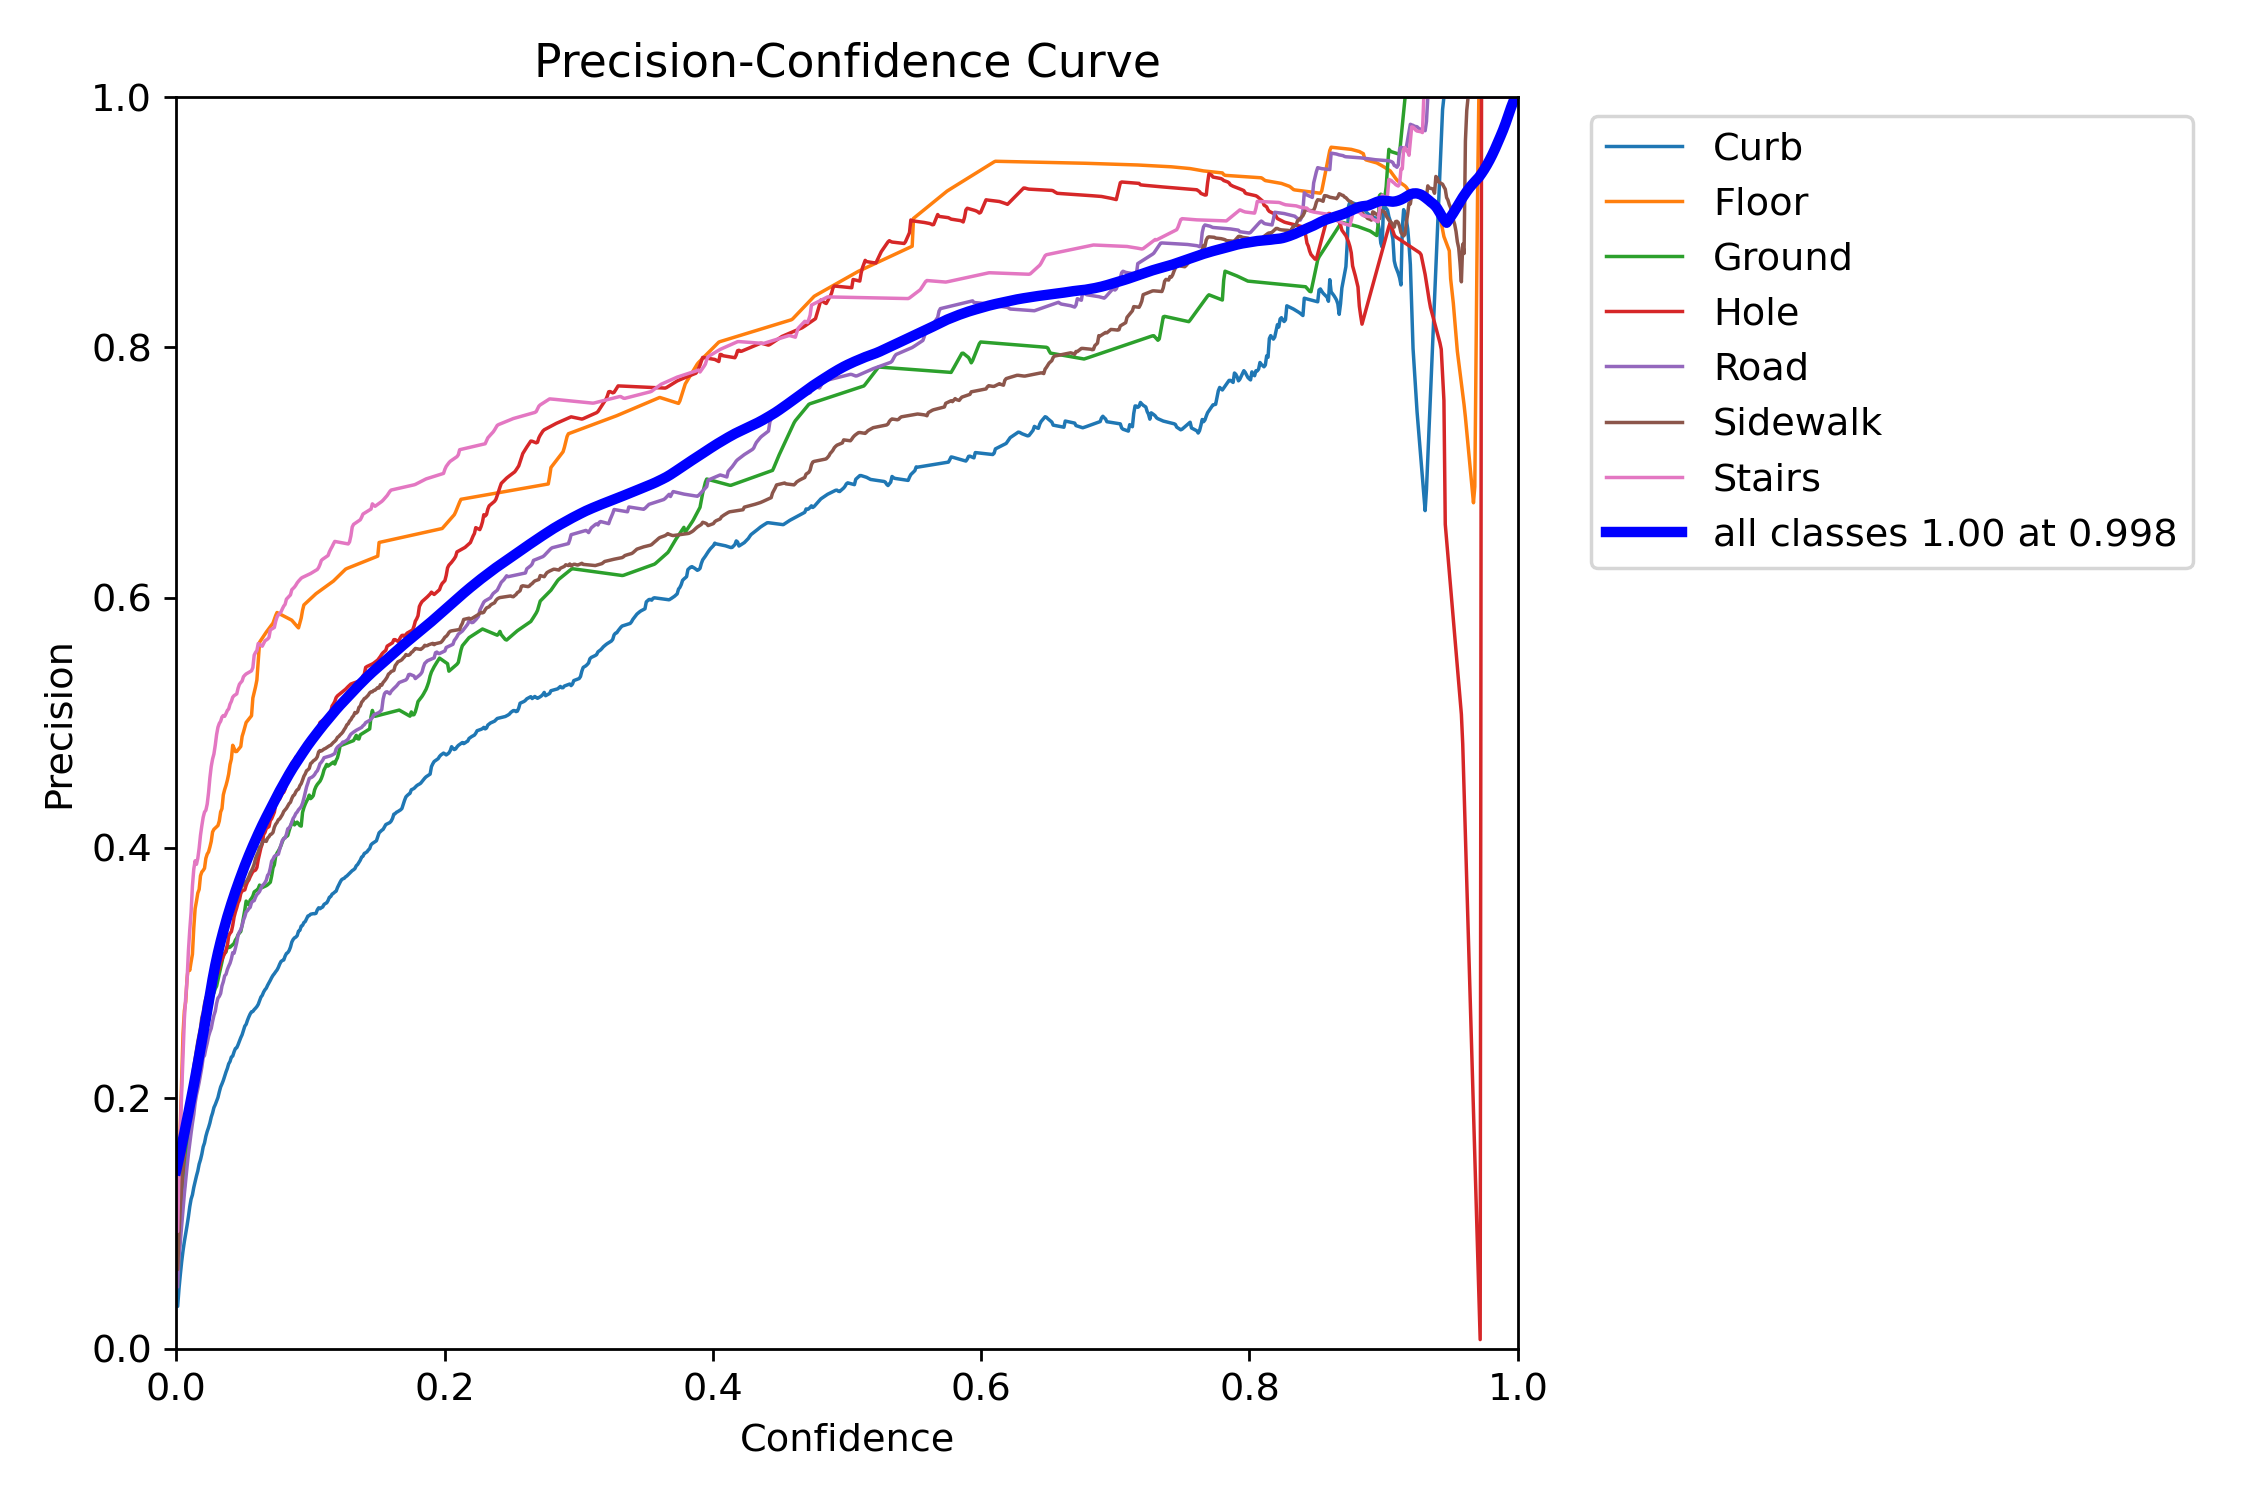 Precision-Confidence Curve
1.0
0.8
0.6
0.4
0.2
0.0
Precision
0.0 0.2 0.4 0.6 0.8 1.0
Confidence
Curb
Floor
Ground
Hole
Road
Sidewalk
Stairs
all classes 1.00 at 0.998